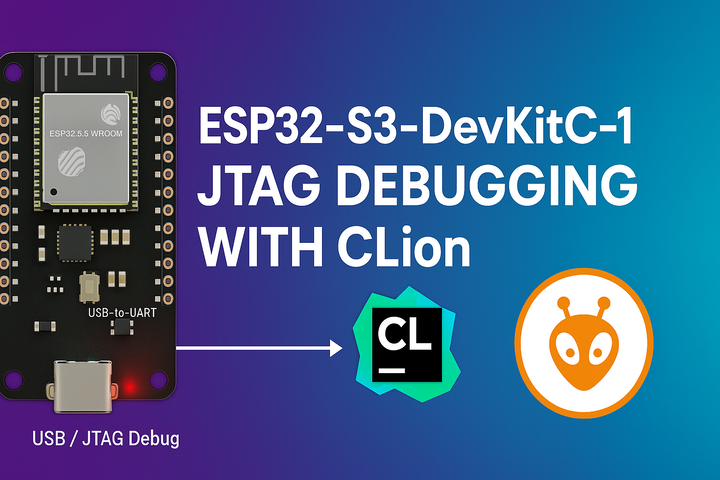 ESP32-S3-DevKitC-1
JTAG DEBUGGING
WITH CLion
ESP32.5.5 WROOM
USB-to-UART
CL
USB / JTAG Debug